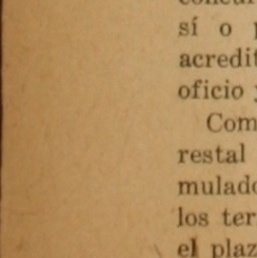 sí o
acredit
oficio
Com
restal
mulado
los ter
el plaz